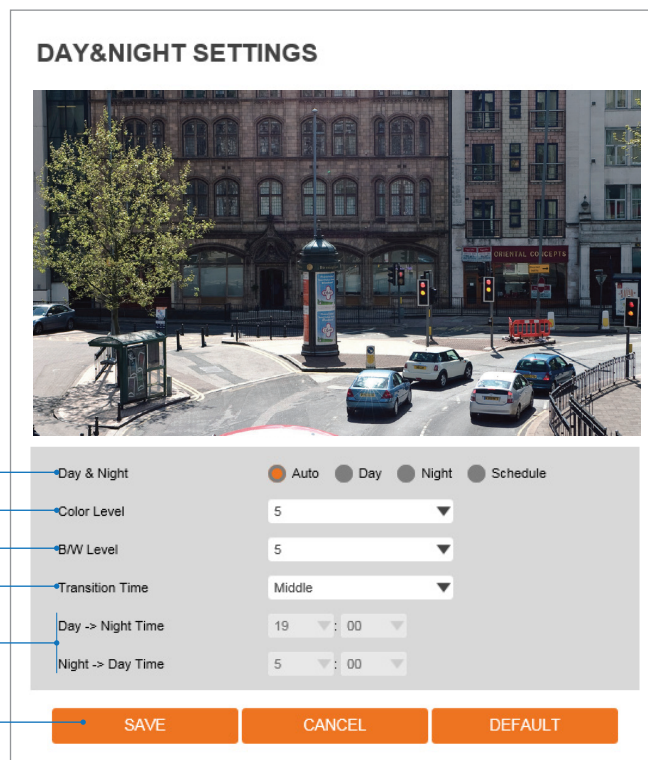 DAY&NIGHT SETTINGS
ORIENTAL CONCEPTS
Day & Night Auto Day Night Schedule
Color Level 5
B/W Level 5
Transition Time Middle
Day -> Night Time 19 : 00
Night -> Day Time 5 : 00
SAVE CANCEL DEFAULT